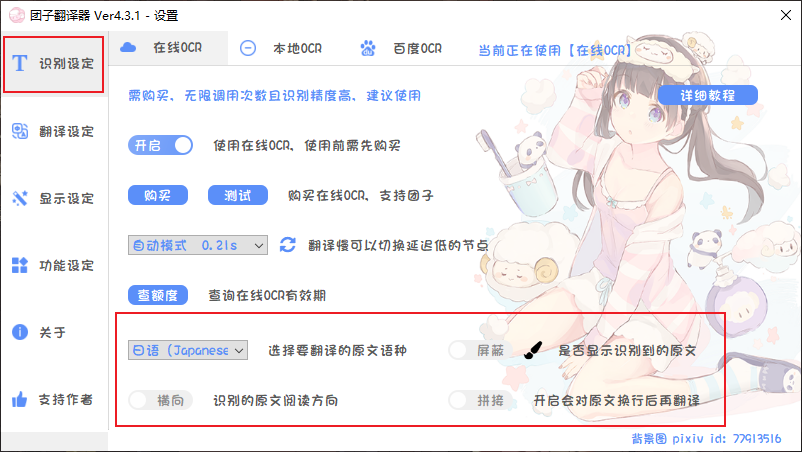 团子翻译器 Ver4.3.1 - 设置
识别设定
翻译设定
显示设定
功能设定
关于
支持作者
在线OCR 本地OCR 百度OCR 当前正在使用【在线OCR】
需购买、无限调用次数且识别精度高、建议使用 详细教程
开启 使用在线OCR、使用前需先购买
购买 测试 购买在线OCR、支持团子
自动模式 0.21s 翻译慢可以切换延迟低的节点
查额度 查询在线OCR有效期
日语（Japanese 选择要翻译的原文语种 屏蔽 是否显示识别到的原文
横向 识别的原文阅读方向 拼接 开启会对原文换行后再翻译
背景图 pixiv id: 77913516